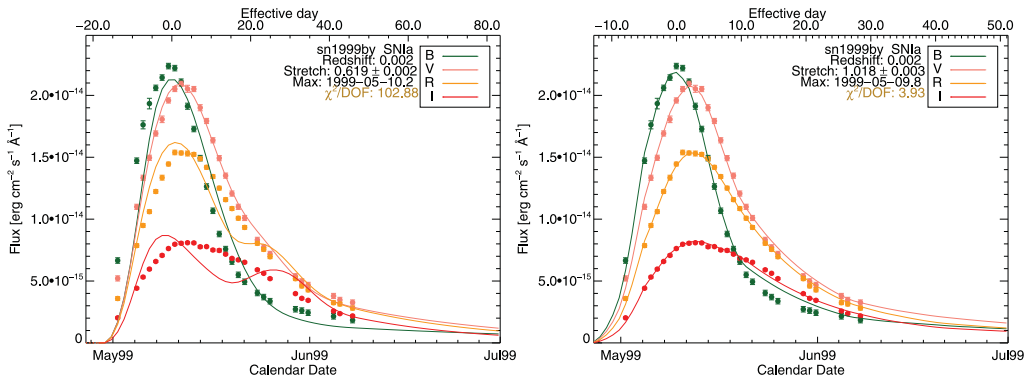 Effective day
-20.0 0.0 20.0 40.0 60.0 80.0
sn1999by SNIa
Redshift: 0.002
Stretch: 0.619 ± 0.002
Max: 1999-05-10.2
χ²/DOF: 102.88
B
V
R
I
2.0•10⁻¹⁴
1.5•10⁻¹⁴
1.0•10⁻¹⁴
5.0•10⁻¹⁵
0
Flux [erg cm⁻² s⁻¹ Å⁻¹]
May99 Jun99 Jul99
Calendar Date
Effective day
-10.0 0.0 10.0 20.0 30.0 40.0 50.0
sn1999by SNIa
Redshift: 0.002
Stretch: 1.018 ± 0.003
Max: 1999-05-09.8
χ²/DOF: 3.93
B
V
R
I
2.0•10⁻¹⁴
1.5•10⁻¹⁴
1.0•10⁻¹⁴
5.0•10⁻¹⁵
0
Flux [erg cm⁻² s⁻¹ Å⁻¹]
May99 Jun99 Jul99
Calendar Date